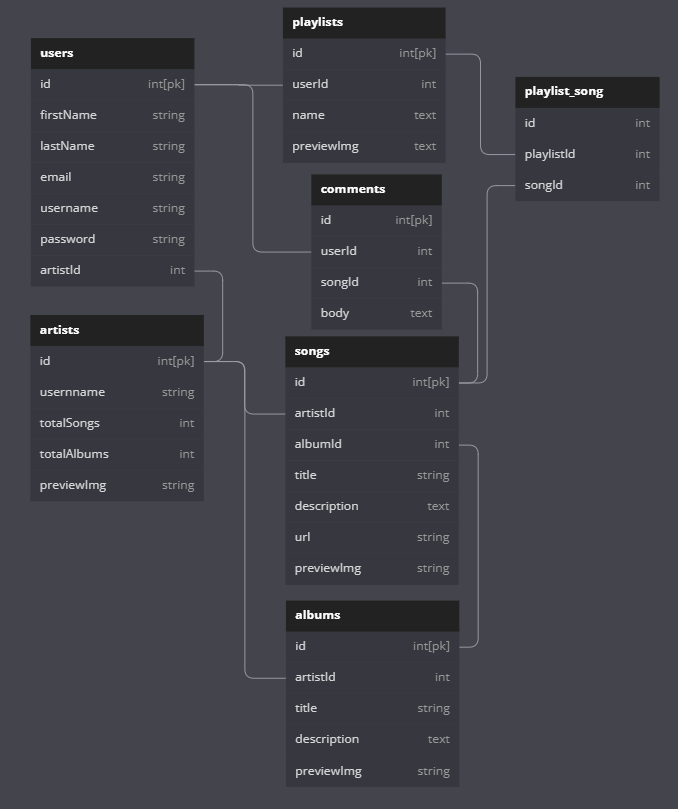 users
id int[pk]
firstName string
lastName string
email string
username string
password string
artistId int
artists
id int[pk]
usernname string
totalSongs int
totalAlbums int
previewImg string
playlists
id int[pk]
userId int
name text
previewImg text
comments
id int[pk]
userId int
songId int
body text
songs
id int[pk]
artistId int
albumId int
title string
description text
url string
previewImg string
albums
id int[pk]
artistId int
title string
description text
previewImg string
playlist_song
id int
playlistId int
songId int